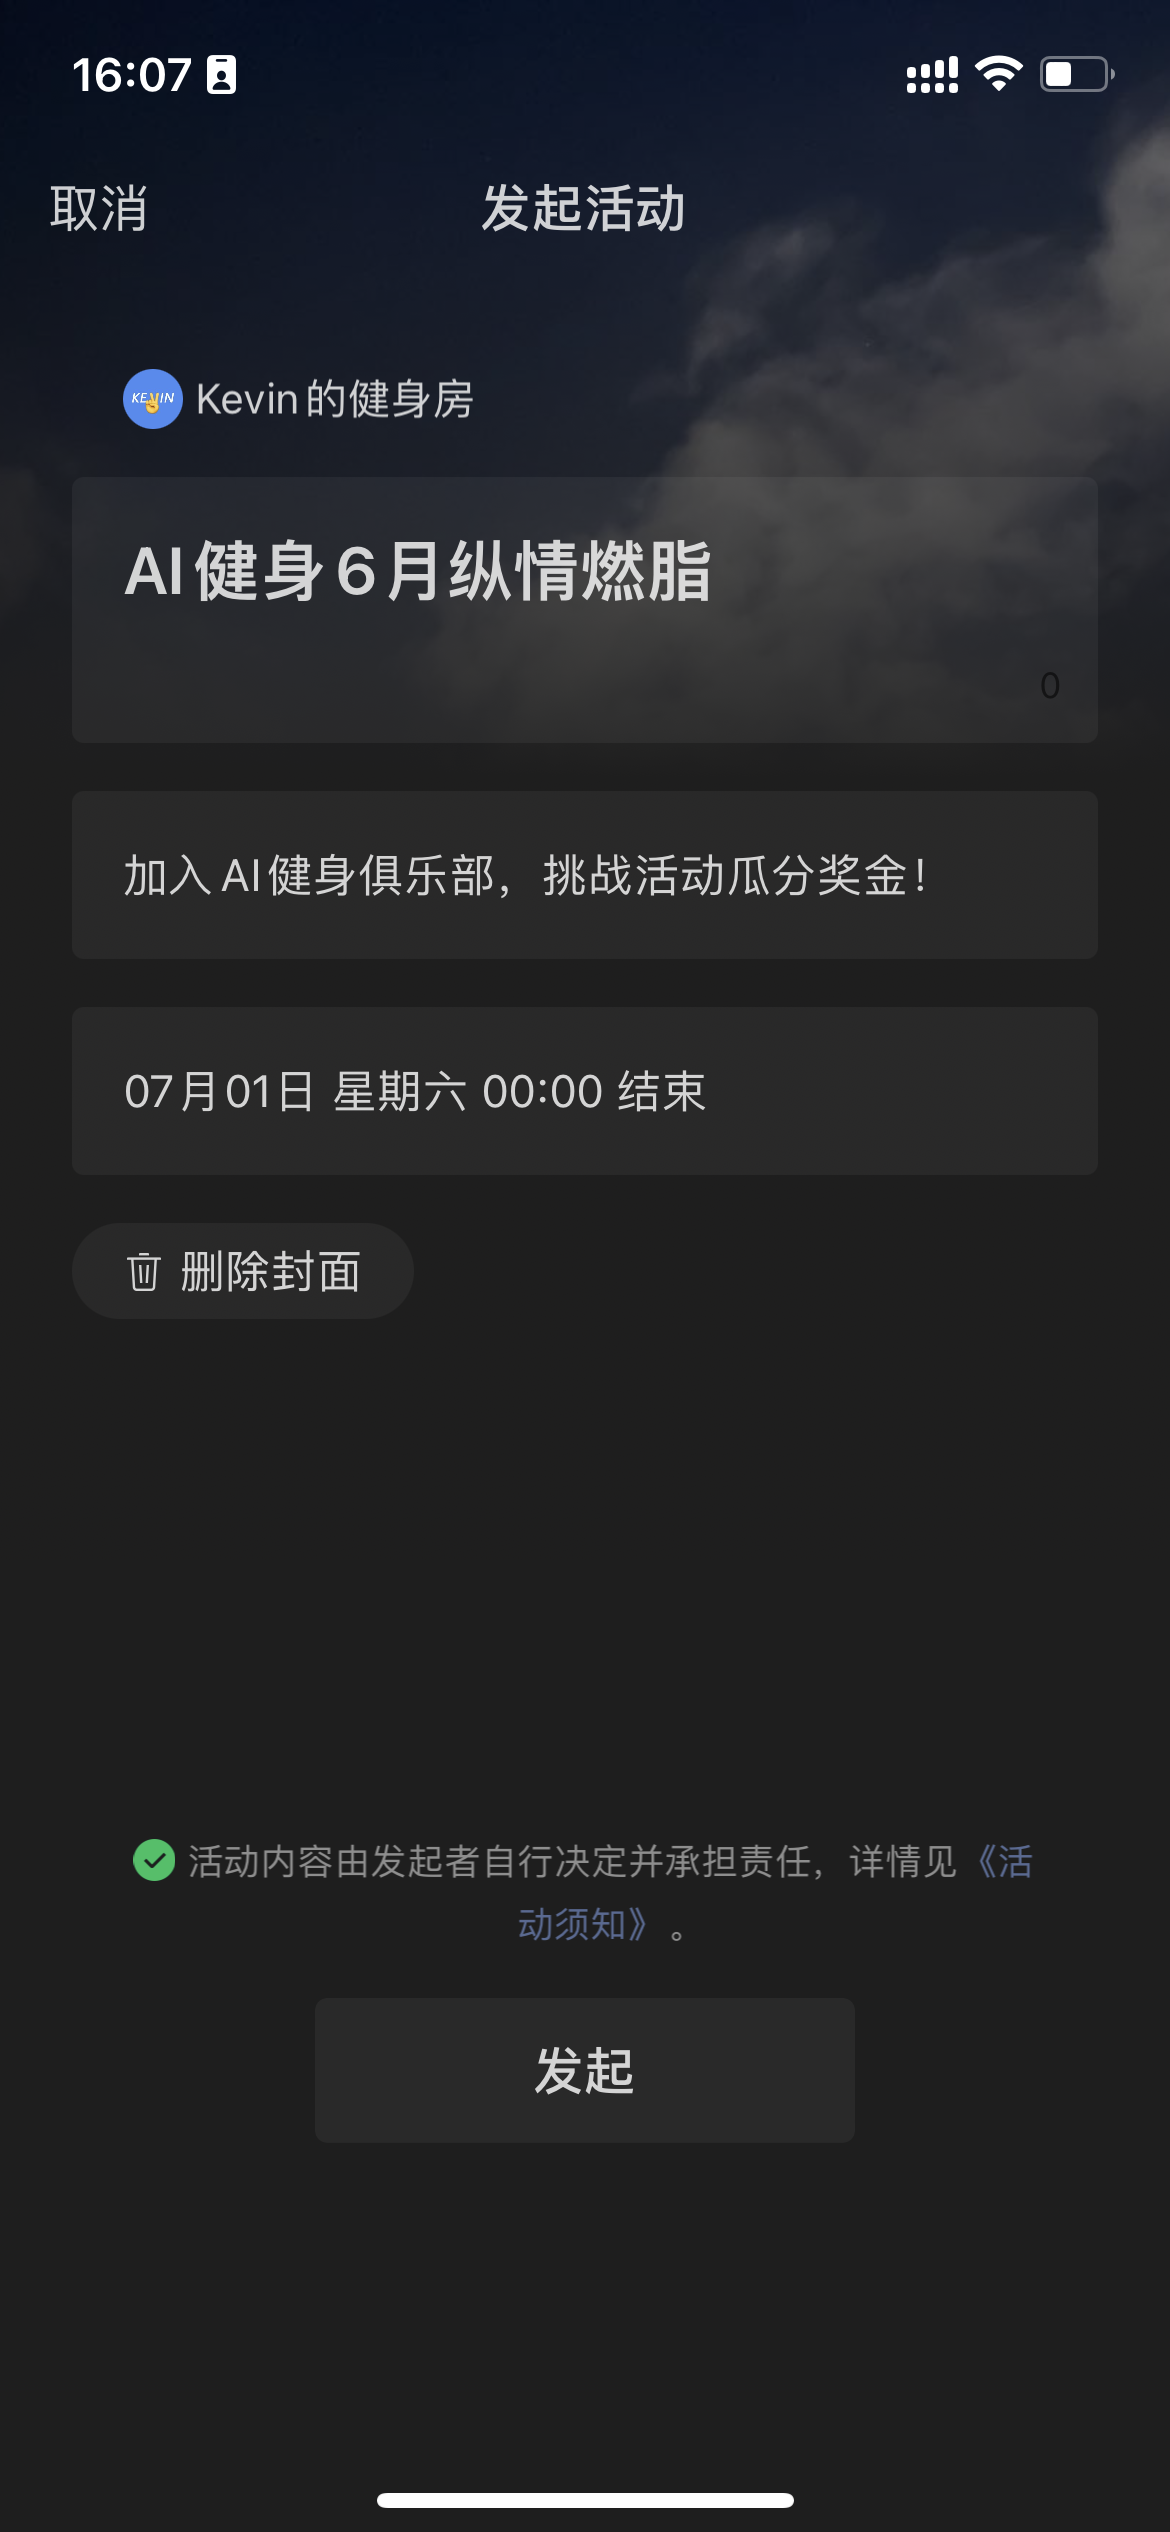 16:07
取消
发起活动
KEVIN
Kevin的健身房
AI健身6月纵情燃脂
0
加入AI健身俱乐部，挑战活动瓜分奖金！
07月01日 星期六 00:00 结束
删除封面
活动内容由发起者自行决定并承担责任，详情见《活
动须知》。
发起